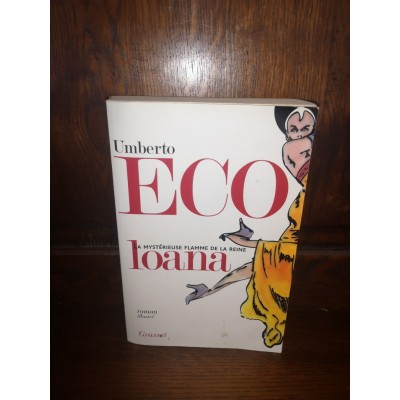 Umberto
ECO
A MYSTÉRIEUSE FLAMME DE LA REINE
loana
roman
illustré
Grasset